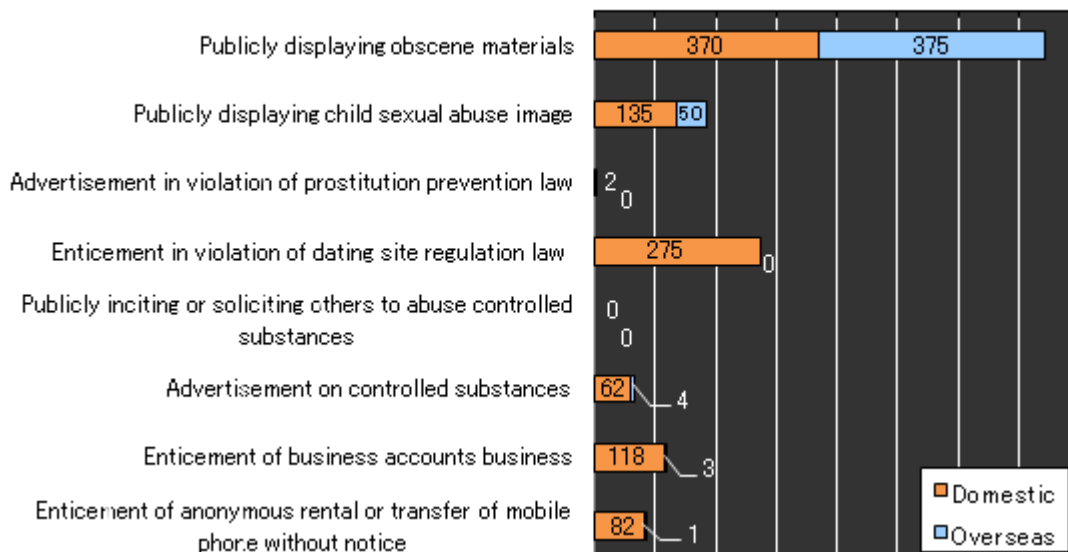 Publicly displaying obscene materials 370 375
Publicly displaying child sexual abuse image 135 50
Advertisement in violation of prostitution prevention law 2 0
Enticement in violation of dating site regulation law 275 0
Publicly inciting or soliciting others to abuse controlled
substances
0
0
Advertisement on controlled substances 62 4
Enticement of business accounts business 118 3
Enticement of anonymous rental or transfer of mobile
phone without notice
82 1
Domestic
Overseas